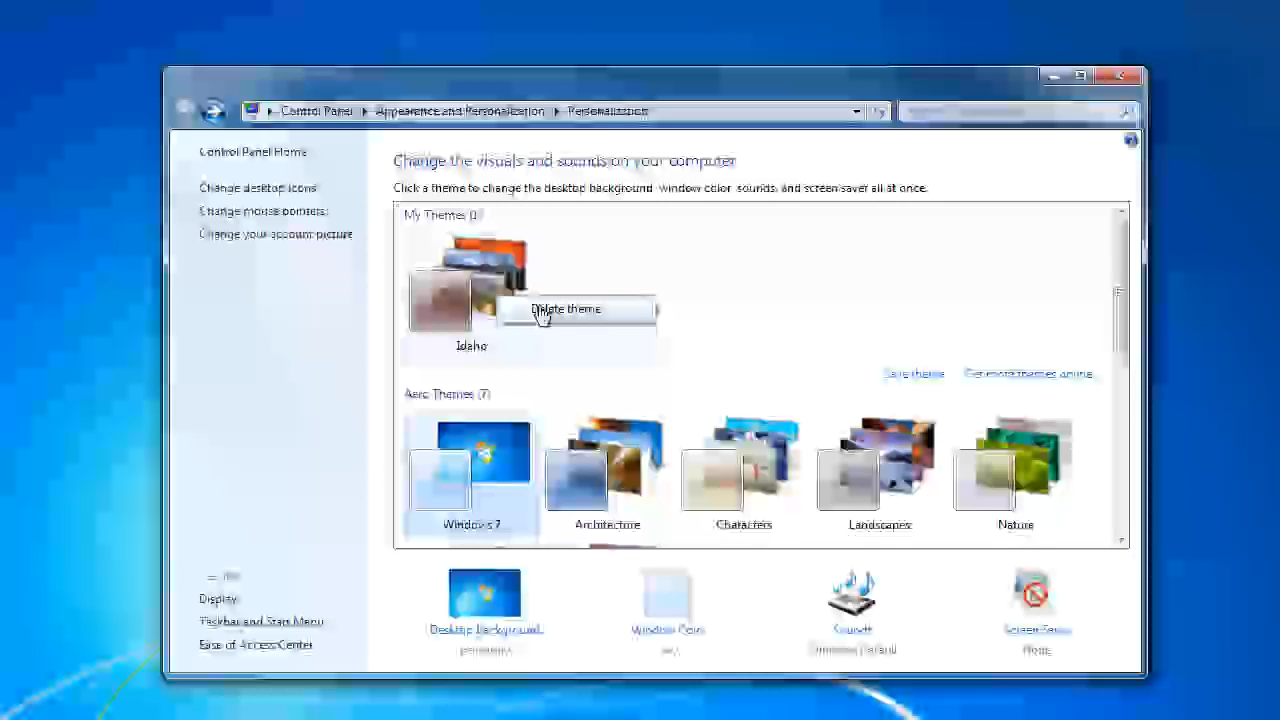 Control Panel ▸ Appearance and Personalization ▸ Personalization
Control Panel Home
Change desktop icons
Change mouse pointers
Change your account picture
Change the visuals and sounds on your computer
Click a theme to change the desktop background, window color, sounds, and screen saver all at once.
My Themes (1)
Delete theme
Idaho
Save theme
Get more themes online
Aero Themes (7)
Windows 7
Architecture
Characters
Landscapes
Nature
Display
Taskbar and Start Menu
Ease of Access Center
Desktop Background
Window Color
Sounds
Screen Saver